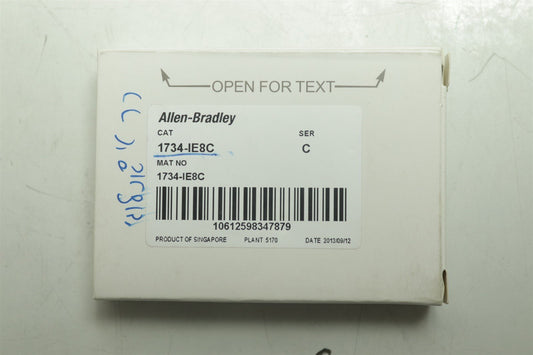 OPEN FOR TEXT
Allen-Bradley
CAT SER
1734-IE8C C
MAT NO
1734-IE8C
10612598347879
PRODUCT OF SINGAPORE PLANT 5170 DATE 2013/09/12